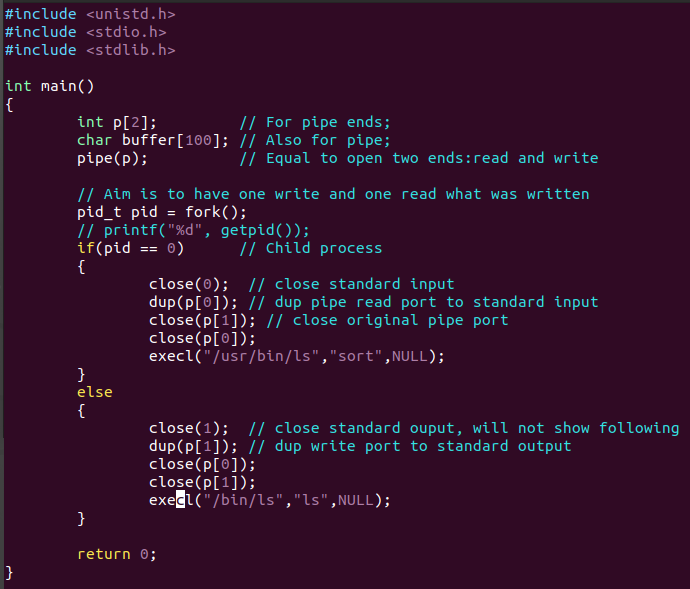 #include <unistd.h>
#include <stdio.h>
#include <stdlib.h>

int main()
{
        int p[2];         // For pipe ends;
        char buffer[100]; // Also for pipe;
        pipe(p);          // Equal to open two ends:read and write

        // Aim is to have one write and one read what was written
        pid_t pid = fork();
        // printf("%d", getpid());
        if(pid == 0)      // Child process
        {
                close(0);  // close standard input
                dup(p[0]); // dup pipe read port to standard input
                close(p[1]); // close original pipe port
                close(p[0]);
                execl("/usr/bin/ls","sort",NULL);
        }
        else
        {
                close(1);  // close standard ouput, will not show following
                dup(p[1]); // dup write port to standard output
                close(p[0]);
                close(p[1]);
                execl("/bin/ls","ls",NULL);
        }

        return 0;
}